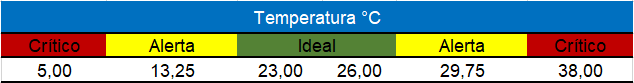 Temperatura °C
Crítico Alerta Ideal Alerta Crítico
5,00 13,25 23,00 26,00 29,75 38,00